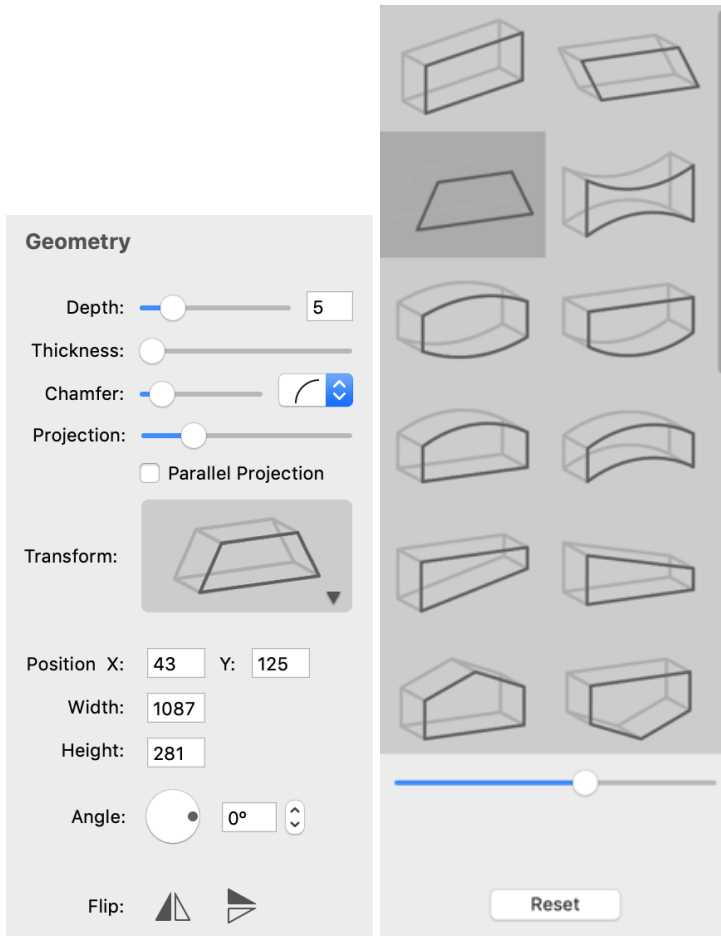 Geometry
Depth: 5
Thickness:
Chamfer:
Projection:
Parallel Projection
Transform:
Position X: 43 Y: 125
Width: 1087
Height: 281
Angle: 0º
Flip:
Reset